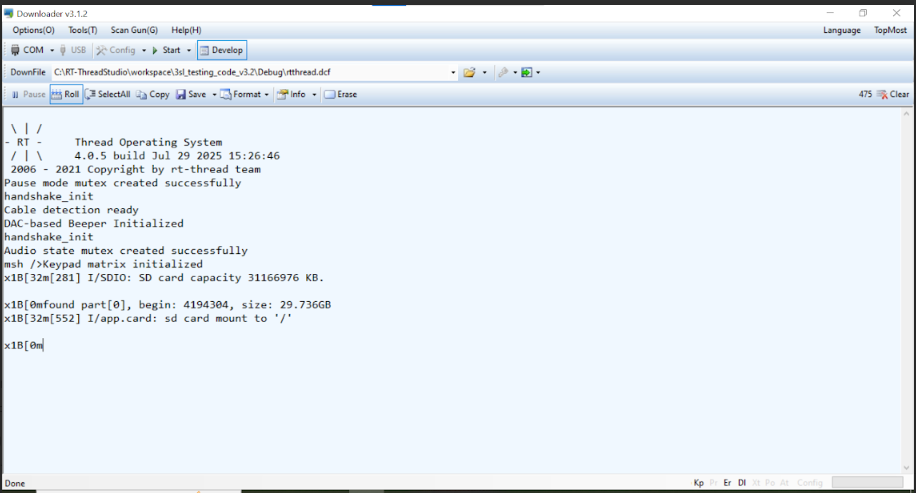 Downloader v3.1.2
Options(O) Tools(T) Scan Gun(G) Help(H) Language TopMost
COM USB Config Start Develop
DownFile C:\RT-ThreadStudio\workspace\3sl_testing_code_v3.2\Debug\rtthread.dcf
Pause Roll SelectAll Copy Save Format Info Erase 475 Clear
\ | /
- RT - Thread Operating System
/ | \ 4.0.5 build Jul 29 2025 15:26:46
2006 - 2021 Copyright by rt-thread team
Pause mode mutex created successfully
handshake_init
Cable detection ready
DAC-based Beeper Initialized
handshake_init
Audio state mutex created successfully
msh />Keypad matrix initialized
x1B[32m[281] I/SDIO: SD card capacity 31166976 KB.
x1B[0mfound part[0], begin: 4194304, size: 29.736GB
x1B[32m[552] I/app.card: sd card mount to '/'
x1B[0m
Done Kp Pr Er Dl Xt Po At Config